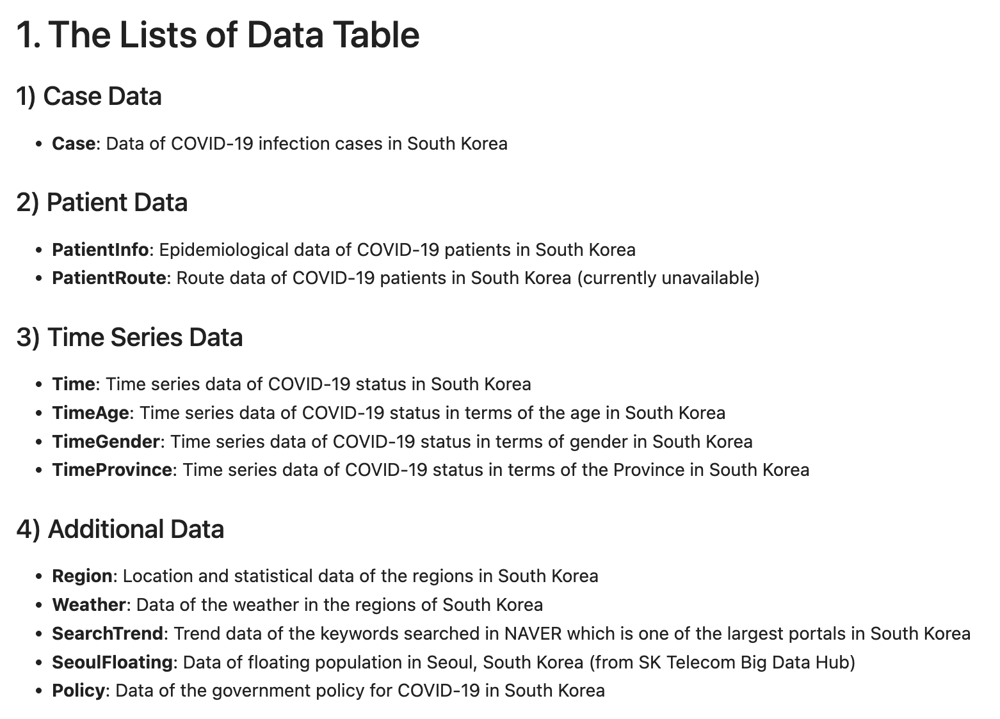 1. The Lists of Data Table
1) Case Data
• Case: Data of COVID-19 infection cases in South Korea
2) Patient Data
• PatientInfo: Epidemiological data of COVID-19 patients in South Korea
• PatientRoute: Route data of COVID-19 patients in South Korea (currently unavailable)
3) Time Series Data
• Time: Time series data of COVID-19 status in South Korea
• TimeAge: Time series data of COVID-19 status in terms of the age in South Korea
• TimeGender: Time series data of COVID-19 status in terms of gender in South Korea
• TimeProvince: Time series data of COVID-19 status in terms of the Province in South Korea
4) Additional Data
• Region: Location and statistical data of the regions in South Korea
• Weather: Data of the weather in the regions of South Korea
• SearchTrend: Trend data of the keywords searched in NAVER which is one of the largest portals in South Korea
• SeoulFloating: Data of floating population in Seoul, South Korea (from SK Telecom Big Data Hub)
• Policy: Data of the government policy for COVID-19 in South Korea